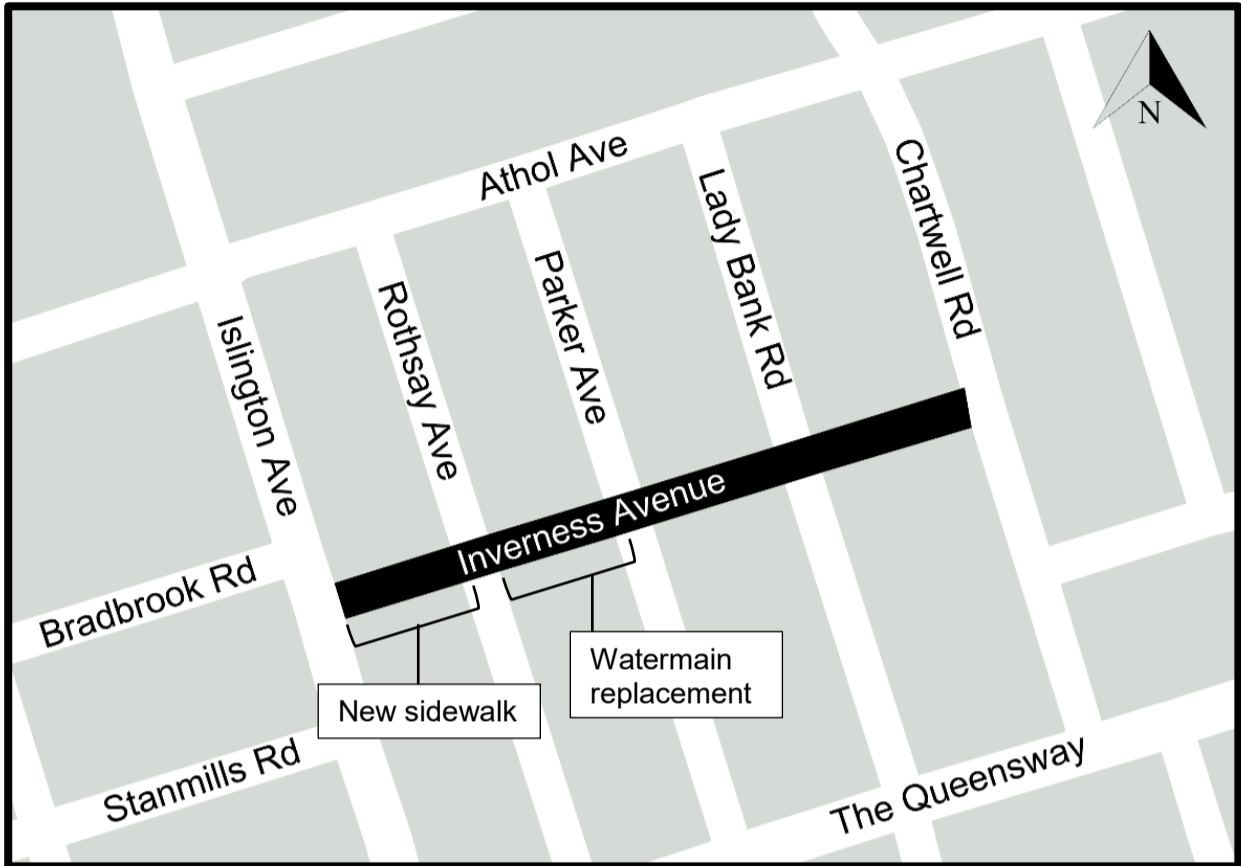 N
Athol Ave
Lady Bank Rd
Chartwell Rd
Parker Ave
Rothsay Ave
Islington Ave
Inverness Avenue
Bradbrook Rd
Watermain
replacement
New sidewalk
Stanmills Rd
The Queensway